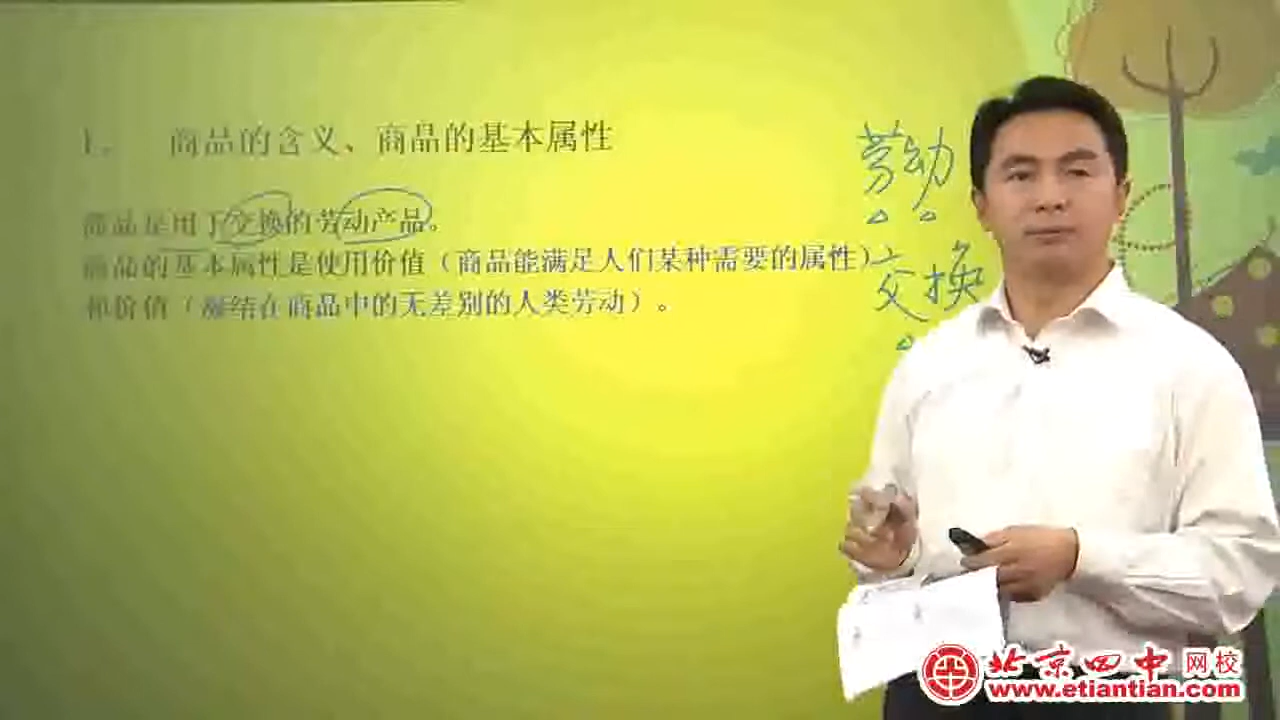 1. 商品的含义、商品的基本属性
商品是用于交换的劳动产品。
商品的基本属性是使用价值（商品能满足人们某种需要的属性）
和价值（凝结在商品中的无差别的人类劳动）。
劳动
交换
北京四中网校
www.etiantian.com